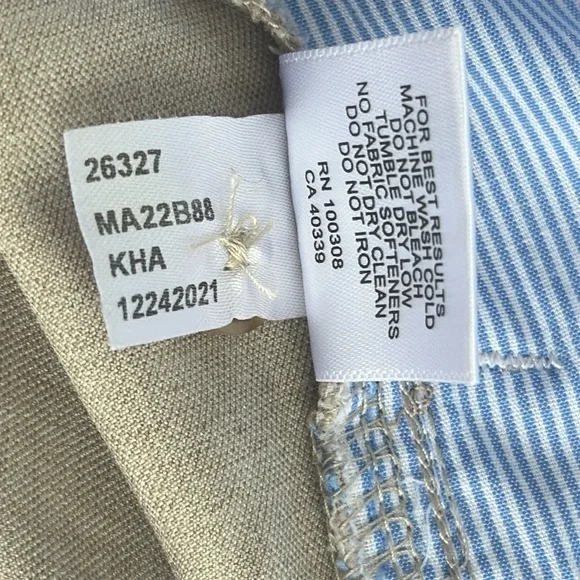 26327
MA22B88
KHA
12242021
FOR BEST RESULTS
MACHINE WASH COLD
DO NOT BLEACH
TUMBLE DRY LOW
NO FABRIC SOFTENERS
DO NOT DRY CLEAN
DO NOT IRON
RN 100308
CA 40339